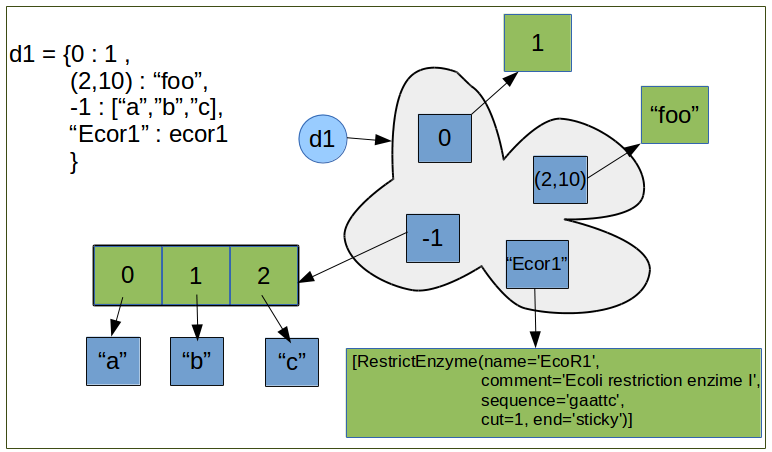 d1 = {0 : 1 ,
(2,10) : “foo”,
-1 : [“a”,”b”,”c],
“Ecor1” : ecor1
}
1
d1
0
“foo”
(2,10)
-1
“Ecor1”
0 1 2
“a” “b” “c”
[RestrictEnzyme(name='EcoR1',
comment='Ecoli restriction enzime I',
sequence='gaattc',
cut=1, end='sticky')]